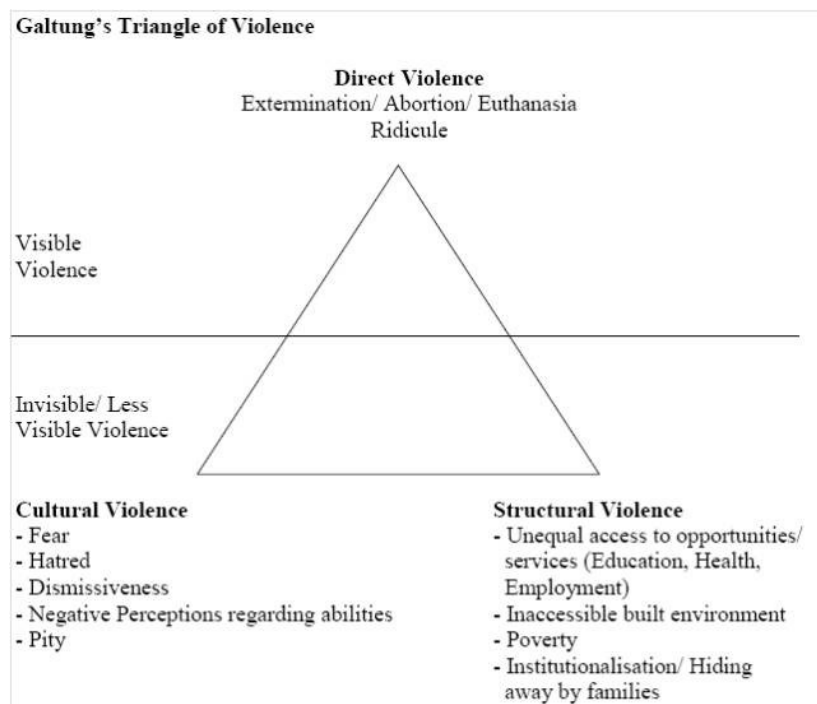 Galtung's Triangle of Violence
Direct Violence
Extermination/ Abortion/ Euthanasia
Ridicule
Visible
Violence
Invisible/ Less
Visible Violence
Cultural Violence
- Fear
- Hatred
- Dismissiveness
- Negative Perceptions regarding abilities
- Pity
Structural Violence
- Unequal access to opportunities/
services (Education, Health,
Employment)
- Inaccessible built environment
- Poverty
- Institutionalisation/ Hiding
away by families